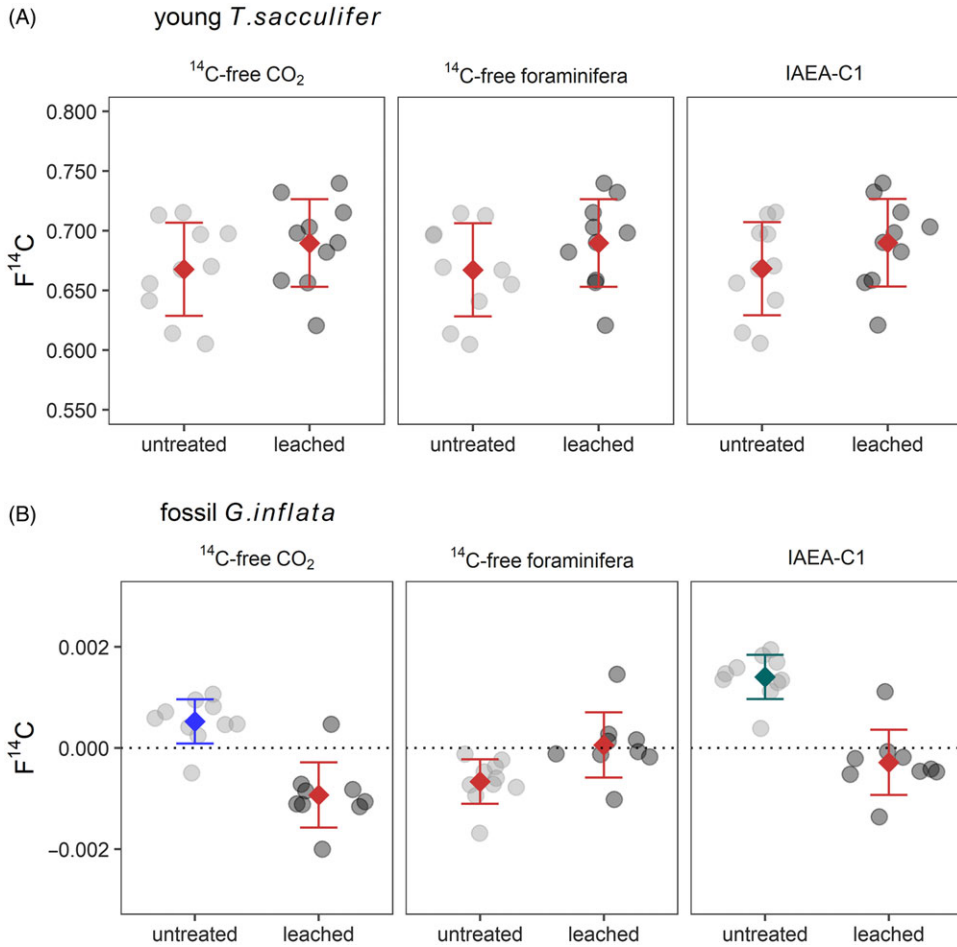 (A) young T.sacculifer
¹⁴C-free CO₂ ¹⁴C-free foraminifera IAEA-C1
F¹⁴C
0.800
0.750
0.700
0.650
0.600
0.550
untreated leached untreated leached untreated leached
(B) fossil G.inflata
¹⁴C-free CO₂ ¹⁴C-free foraminifera IAEA-C1
F¹⁴C
0.002
0.000
−0.002
untreated leached untreated leached untreated leached